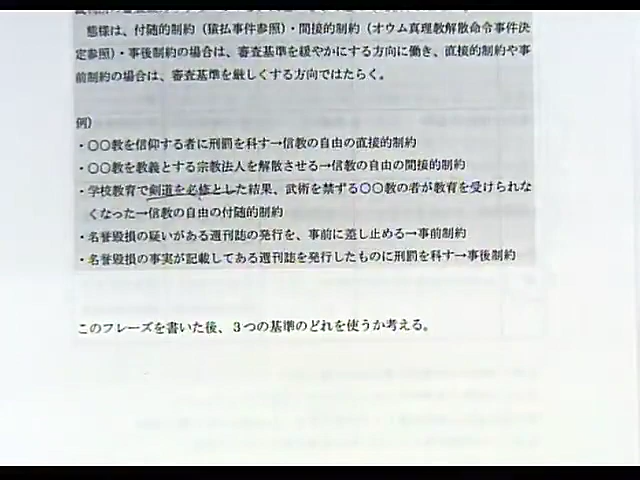 態様は、付随的制約（猿払事件参照）・間接的制約（オウム真理教解散命令事件決
定参照）・事後制約の場合は、審査基準を緩やかにする方向に働き、直接的制約や事
前制約の場合は、審査基準を厳しくする方向ではたらく。
例）
・〇〇教を信仰する者に刑罰を科す→信教の自由の直接的制約
・〇〇教を教義とする宗教法人を解散させる→信教の自由の間接的制約
・学校教育で剣道を必修とした結果、武術を禁ずる〇〇教の者が教育を受けられな
くなった→信教の自由の付随的制約
・名誉毀損の疑いがある週刊誌の発行を、事前に差し止める→事前制約
・名誉毀損の事実が記載してある週刊誌を発行したものに刑罰を科す→事後制約
このフレーズを書いた後、３つの基準のどれを使うか考える。